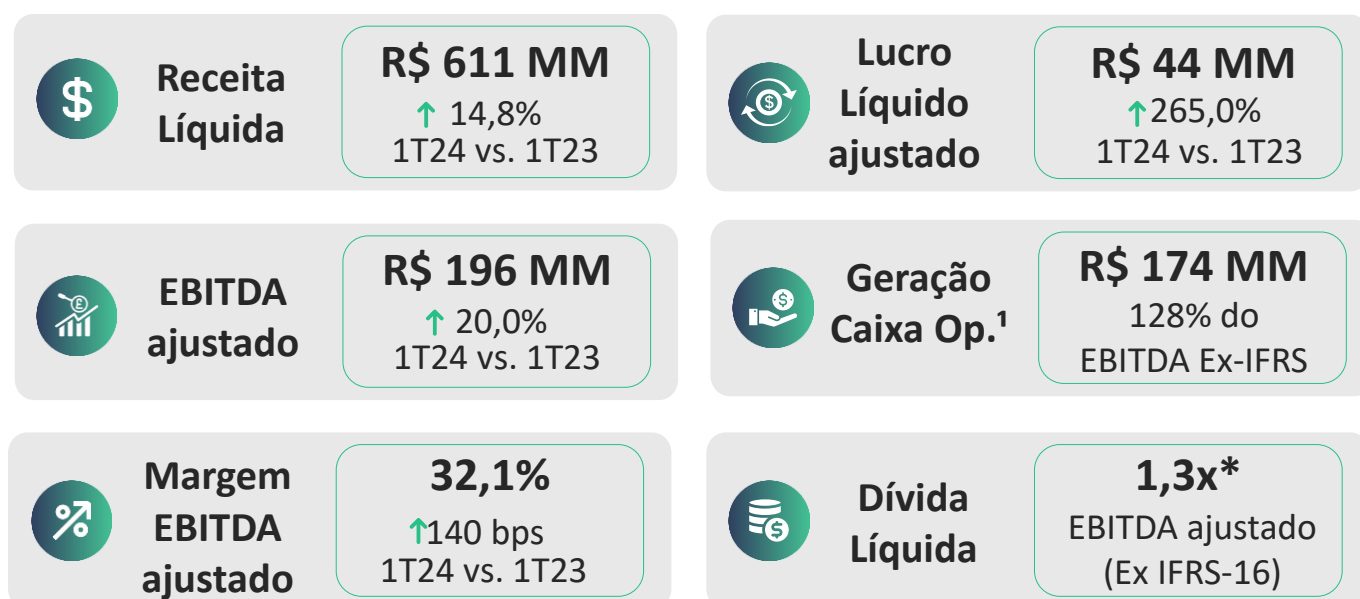 $
Receita
Líquida
R$ 611 MM
↑ 14,8%
1T24 vs. 1T23
$
Lucro
Líquido
ajustado
R$ 44 MM
↑265,0%
1T24 vs. 1T23
£
EBITDA
ajustado
R$ 196 MM
↑ 20,0%
1T24 vs. 1T23
$
Geração
Caixa Op.¹
R$ 174 MM
128% do
EBITDA Ex-IFRS
%
Margem
EBITDA
ajustado
32,1%
↑140 bps
1T24 vs. 1T23
$
Dívida
Líquida
1,3x*
EBITDA ajustado
(Ex IFRS-16)